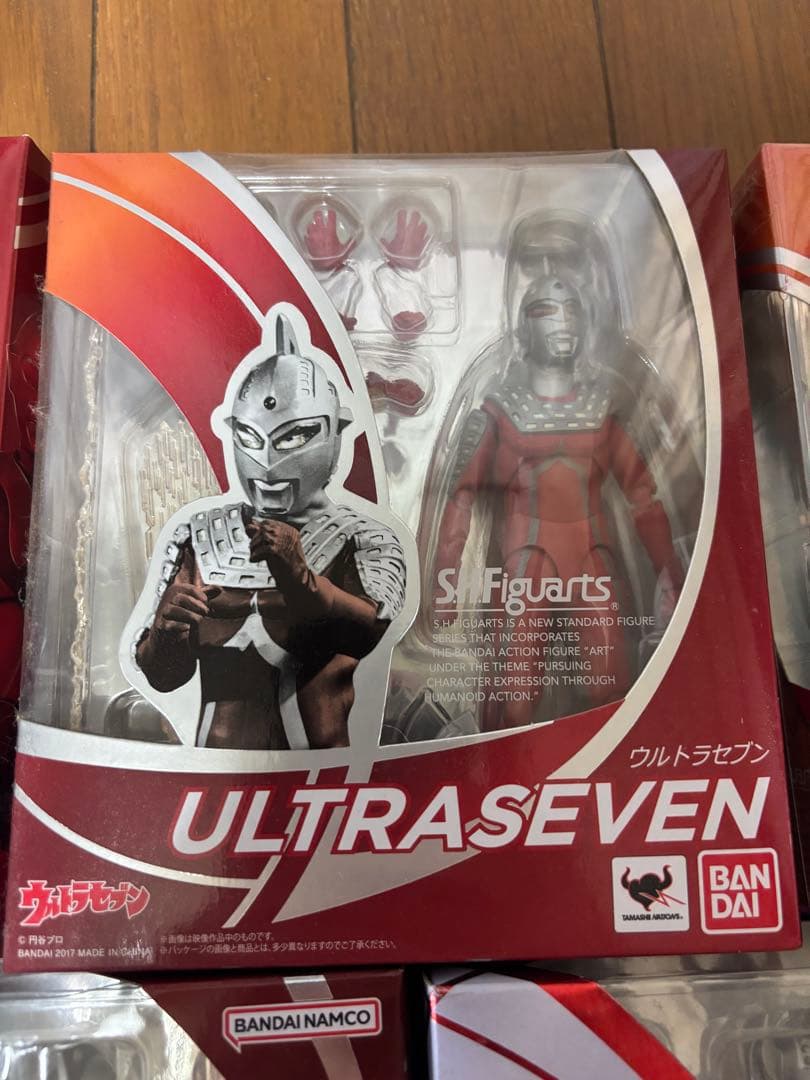 S.H.Figuarts®
S.H.FIGUARTS IS A NEW STANDARD FIGURE
SERIES THAT INCORPORATES
THE BANDAI ACTION FIGURE "ART"
UNDER THE THEME "PURSUING
CHARACTER EXPRESSION THROUGH
HUMANOID ACTION."
ウルトラセブン
ULTRASEVEN
ウルトラセブン
© 円谷プロ
BANDAI 2017 MADE IN CHINA
※画像は映像作品中のものです。
※パッケージの画像と商品とは、多少異なりますのでご了承ください。
TAMASHII NATIONS®
BAN
DAI
BANDAI NAMCO